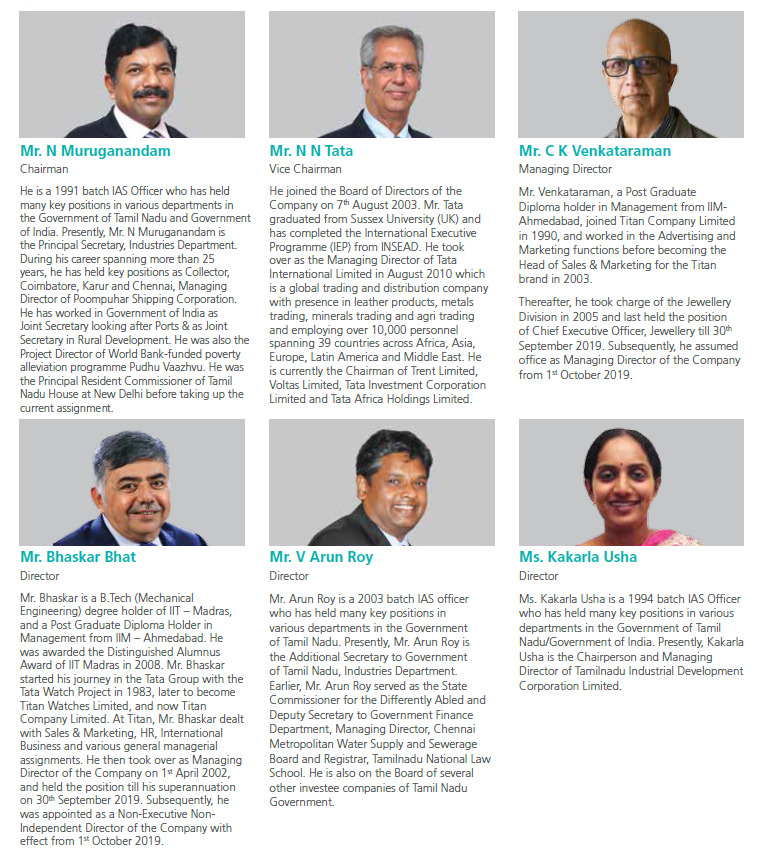 Mr. N Muruganandam
Chairman
He is a 1991 batch IAS Officer who has held
many key positions in various departments in
the Government of Tamil Nadu and Government
of India. Presently, Mr. N Muruganandam is
the Principal Secretary, Industries Department.
During his career spanning more than 25
years, he has held key positions as Collector,
Coimbatore, Karur and Chennai, Managing
Director of Poompuhar Shipping Corporation.
He has worked in Government of India as
Joint Secretary looking after Ports & as Joint
Secretary in Rural Development. He was also the
Project Director of World Bank-funded poverty
alleviation programme Pudhu Vaazhvu. He was
the Principal Resident Commissioner of Tamil
Nadu House at New Delhi before taking up the
current assignment.
Mr. N N Tata
Vice Chairman
He joined the Board of Directors of the
Company on 7th August 2003. Mr. Tata
graduated from Sussex University (UK) and
has completed the International Executive
Programme (IEP) from INSEAD. He took
over as the Managing Director of Tata
International Limited in August 2010 which
is a global trading and distribution company
with presence in leather products, metals
trading, minerals trading and agri trading
and employing over 10,000 personnel
spanning 39 countries across Africa, Asia,
Europe, Latin America and Middle East. He
is currently the Chairman of Trent Limited,
Voltas Limited, Tata Investment Corporation
Limited and Tata Africa Holdings Limited.
Mr. C K Venkataraman
Managing Director
Mr. Venkataraman, a Post Graduate
Diploma holder in Management from IIM-
Ahmedabad, joined Titan Company Limited
in 1990, and worked in the Advertising and
Marketing functions before becoming the
Head of Sales & Marketing for the Titan
brand in 2003.
Thereafter, he took charge of the Jewellery
Division in 2005 and last held the position
of Chief Executive Officer, Jewellery till 30th
September 2019. Subsequently, he assumed
office as Managing Director of the Company
from 1st October 2019.
Mr. Bhaskar Bhat
Director
Mr. Bhaskar is a B.Tech (Mechanical
Engineering) degree holder of IIT – Madras,
and a Post Graduate Diploma Holder in
Management from IIM – Ahmedabad. He
was awarded the Distinguished Alumnus
Award of IIT Madras in 2008. Mr. Bhaskar
started his journey in the Tata Group with the
Tata Watch Project in 1983, later to become
Titan Watches Limited, and now Titan
Company Limited. At Titan, Mr. Bhaskar dealt
with Sales & Marketing, HR, International
Business and various general managerial
assignments. He then took over as Managing
Director of the Company on 1st April 2002,
and held the position till his superannuation
on 30th September 2019. Subsequently, he
was appointed as a Non-Executive Non-
Independent Director of the Company with
effect from 1st October 2019.
Mr. V Arun Roy
Director
Mr. Arun Roy is a 2003 batch IAS officer
who has held many key positions in
various departments in the Government
of Tamil Nadu. Presently, Mr. Arun Roy is
the Additional Secretary to Government
of Tamil Nadu, Industries Department.
Earlier, Mr. Arun Roy served as the State
Commissioner for the Differently Abled and
Deputy Secretary to Government Finance
Department, Managing Director, Chennai
Metropolitan Water Supply and Sewerage
Board and Registrar, Tamilnadu National Law
School. He is also on the Board of several
other investee companies of Tamil Nadu
Government.
Ms. Kakarla Usha
Director
Ms. Kakarla Usha is a 1994 batch IAS Officer
who has held many key positions in various
departments in the Government of Tamil
Nadu/Government of India. Presently, Kakarla
Usha is the Chairperson and Managing
Director of Tamilnadu Industrial Development
Corporation Limited.